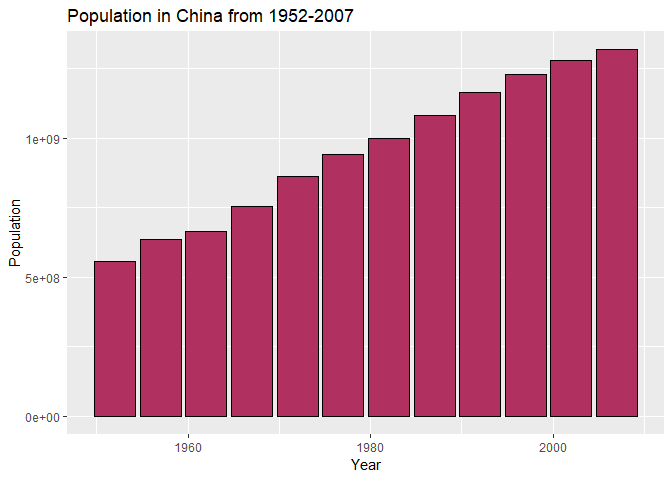 Population in China from 1952-2007
Population
1e+09
5e+08
0e+00
1960
1980
2000
Year